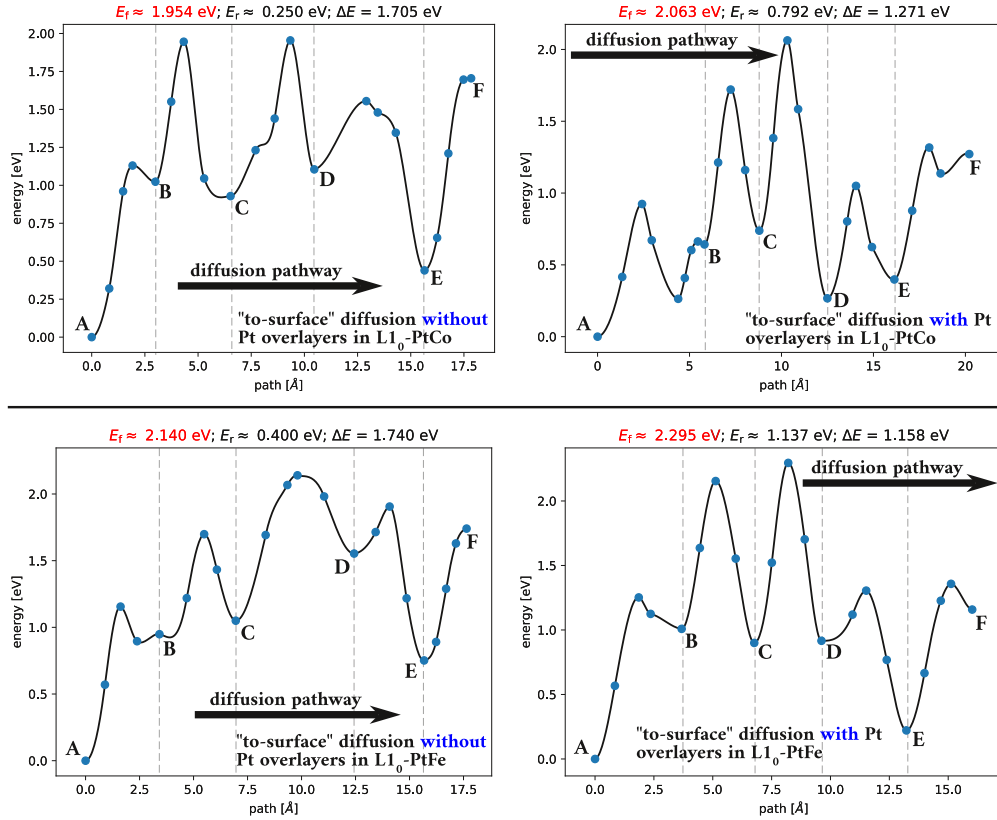 E_f ≈ 1.954 eV; E_r ≈ 0.250 eV; ΔE = 1.705 eV
2.00
1.75
1.50
1.25
1.00
0.75
0.50
0.25
0.00
energy [eV]
A
B
C
D
E
F
diffusion pathway
"to-surface" diffusion without
Pt overlayers in L1₀-PtCo
0.0 2.5 5.0 7.5 10.0 12.5 15.0 17.5
path [Å]
E_f ≈ 2.063 eV; E_r ≈ 0.792 eV; ΔE = 1.271 eV
diffusion pathway
2.0
1.5
1.0
0.5
0.0
energy [eV]
A
B
C
D
E
F
"to-surface" diffusion with Pt
overlayers in L1₀-PtCo
0 5 10 15 20
path [Å]
E_f ≈ 2.140 eV; E_r ≈ 0.400 eV; ΔE = 1.740 eV
2.0
1.5
1.0
0.5
0.0
energy [eV]
A
B
C
D
E
F
diffusion pathway
"to-surface" diffusion without
Pt overlayers in L1₀-PtFe
0.0 2.5 5.0 7.5 10.0 12.5 15.0 17.5
path [Å]
E_f ≈ 2.295 eV; E_r ≈ 1.137 eV; ΔE = 1.158 eV
diffusion pathway
2.0
1.5
1.0
0.5
0.0
energy [eV]
A
B
C
D
E
F
"to-surface" diffusion with Pt
overlayers in L1₀-PtFe
0.0 2.5 5.0 7.5 10.0 12.5 15.0
path [Å]